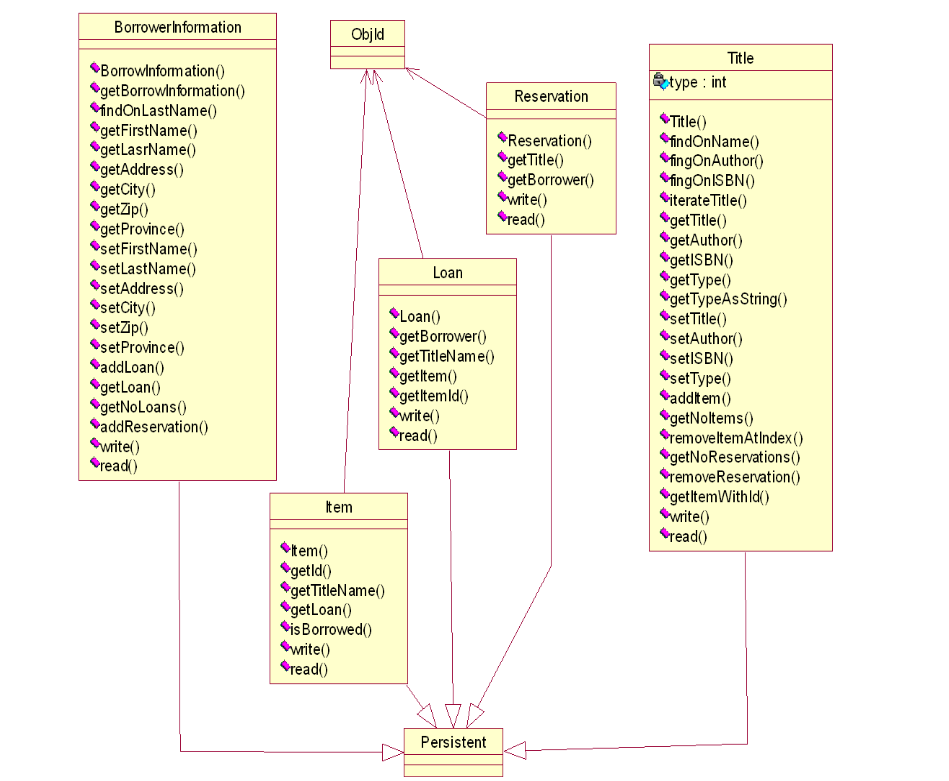 BorrowerInformation
BorrowInformation()
getBorrowInformation()
findOnLastName()
getFirstName()
getLasrName()
getAddress()
getCity()
getZip()
getProvince()
setFirstName()
setLastName()
setAddress()
setCity()
setZip()
setProvince()
addLoan()
getLoan()
getNoLoans()
addReservation()
write()
read()
ObjId
Reservation
Reservation()
getTitle()
getBorrower()
write()
read()
Title
type : int
Title()
findOnName()
fingOnAuthor()
fingOnISBN()
iterateTitle()
getTitle()
getAuthor()
getISBN()
getType()
getTypeAsString()
setTitle()
setAuthor()
setISBN()
setType()
addItem()
getNoItems()
removeItemAtIndex()
getNoReservations()
removeReservation()
getItemWithId()
write()
read()
Loan
Loan()
getBorrower()
getTitleName()
getItem()
getItemId()
write()
read()
Item
Item()
getId()
getTitleName()
getLoan()
isBorrowed()
write()
read()
Persistent